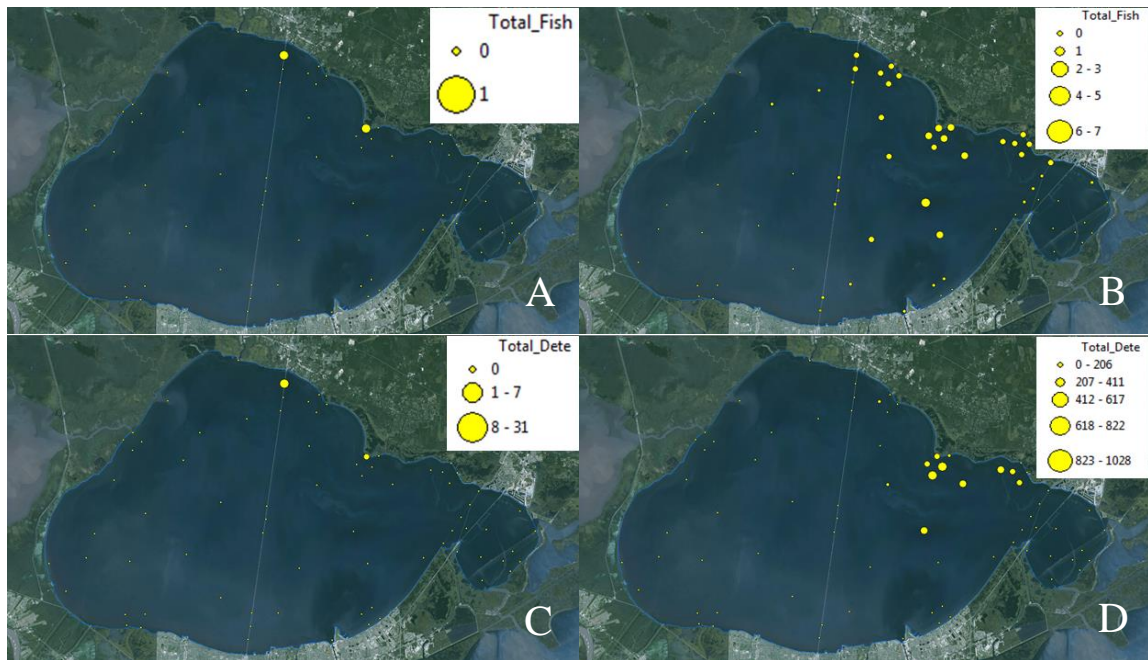 Total_Fish
0
1
A
Total_Fish
0
1
2 - 3
4 - 5
6 - 7
B
Total_Dete
0
1 - 7
8 - 31
C
Total_Dete
0 - 206
207 - 411
412 - 617
618 - 822
823 - 1028
D